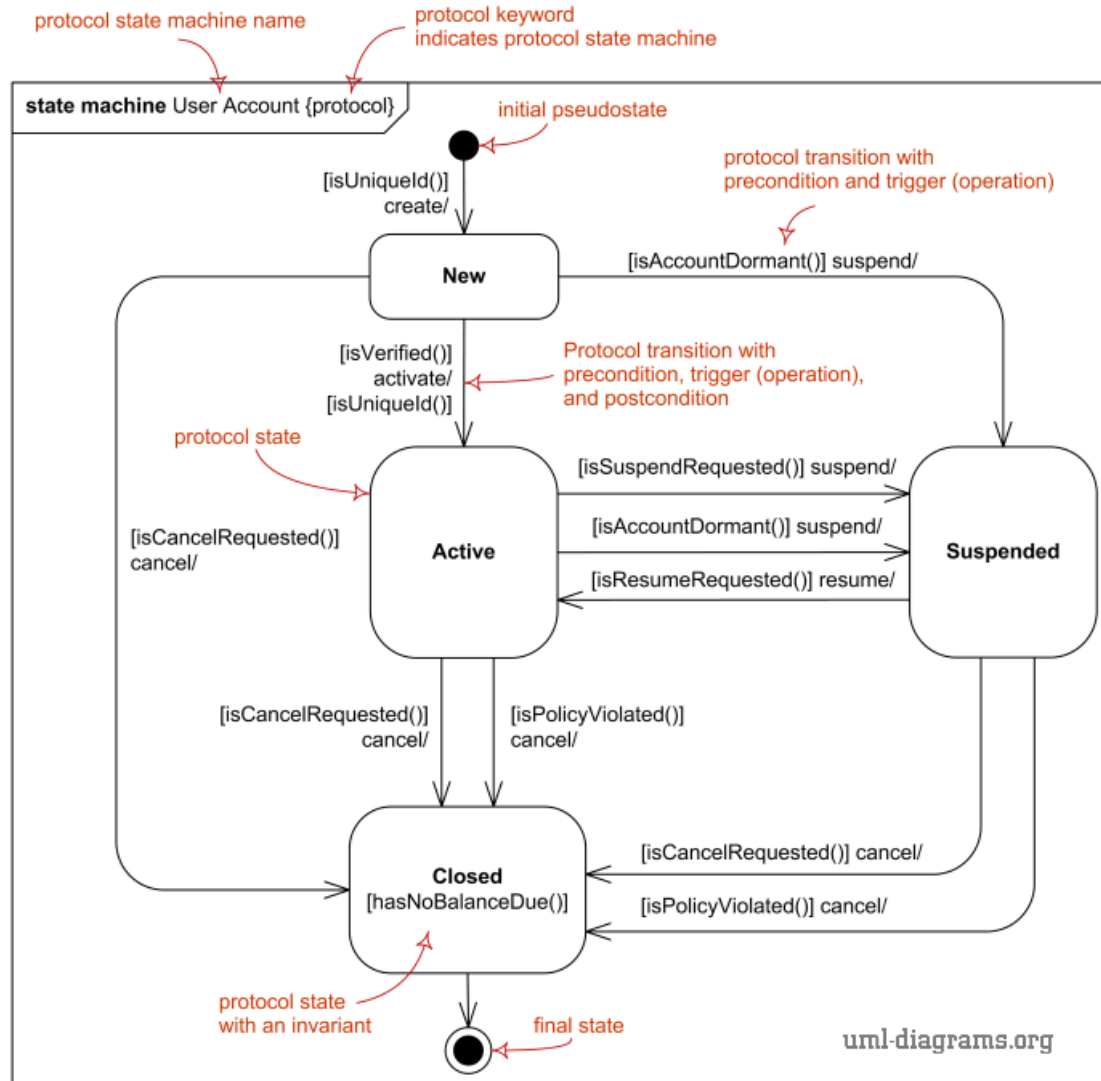 protocol state machine name
protocol keyword
indicates protocol state machine
state machine User Account {protocol}
initial pseudostate
[isUniqueId()]
create/
protocol transition with
precondition and trigger (operation)
New
[isAccountDormant()] suspend/
[isVerified()]
activate/
[isUniqueId()]
Protocol transition with
precondition, trigger (operation),
and postcondition
protocol state
[isCancelRequested()]
cancel/
Active
[isSuspendRequested()] suspend/
[isAccountDormant()] suspend/
[isResumeRequested()] resume/
Suspended
[isCancelRequested()]
cancel/
[isPolicyViolated()]
cancel/
Closed
[hasNoBalanceDue()]
[isCancelRequested()] cancel/
[isPolicyViolated()] cancel/
protocol state
with an invariant
final state
uml-diagrams.org